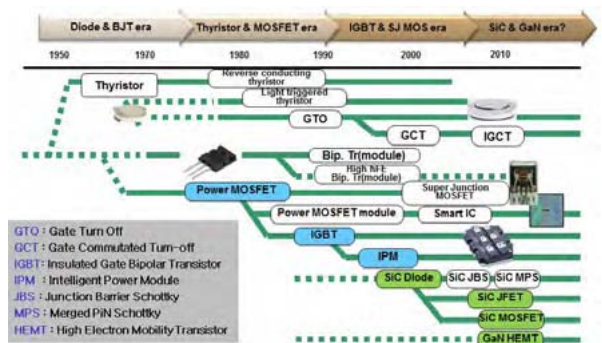 Diode & BJT era
Thyristor & MOSFET era
IGBT & SJ MOS era
SiC & GaN era?
1950
1970
1980
1990
2000
2010
Thyristor
Reverse conducting
thyristor
Light triggered
thyristor
GTO
GCT
IGCT
Bip. Tr(module)
High hFE
Bip. Tr(module)
Power MOSFET
Super Junction
MOSFET
Power MOSFET module
Smart IC
IGBT
IPM
SiC Diode
SiC JBS
SiC MPS
SiC JFET
SiC MOSFET
GaN HEMT
GTO : Gate Turn Off
GCT : Gate Commutated Turn-off
IGBT : Insulated Gate Bipolar Transistor
IPM : Intelligent Power Module
JBS : Junction Barrier Schottky
MPS : Merged PiN Schottky
HEMT : High Electron Mobility Transistor